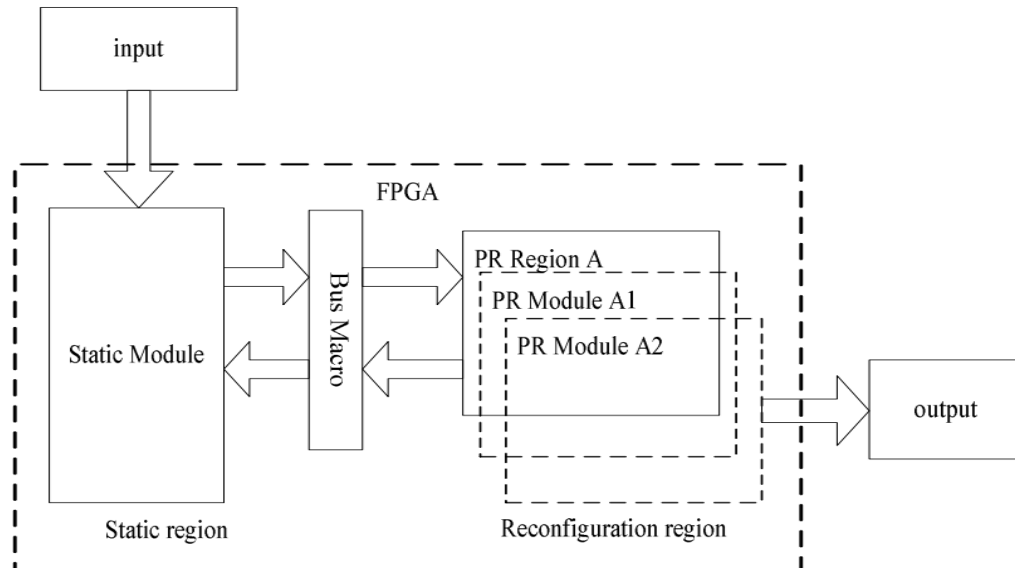 input
FPGA
Static Module
Bus Macro
PR Region A
PR Module A1
PR Module A2
output
Static region
Reconfiguration region